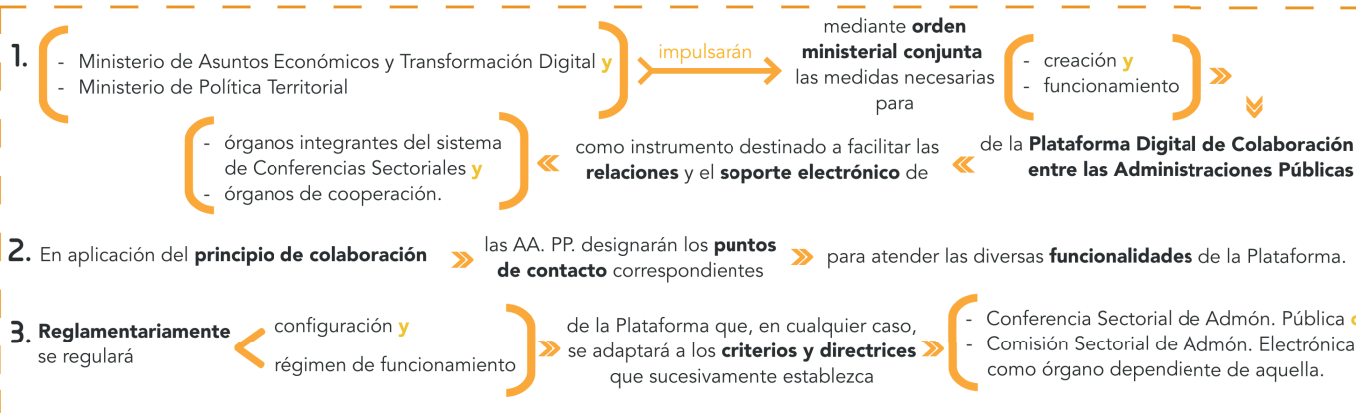 1.
- Ministerio de Asuntos Económicos y Transformación Digital y
- Ministerio de Política Territorial
impulsarán
mediante orden
ministerial conjunta
las medidas necesarias
para
- creación y
- funcionamiento
de la Plataforma Digital de Colaboración
entre las Administraciones Públicas
como instrumento destinado a facilitar las
relaciones y el soporte electrónico de
- órganos integrantes del sistema
de Conferencias Sectoriales y
- órganos de cooperación.
2. En aplicación del principio de colaboración
las AA. PP. designarán los puntos
de contacto correspondientes
para atender las diversas funcionalidades de la Plataforma.
3. Reglamentariamente
se regulará
configuración y
régimen de funcionamiento
de la Plataforma que, en cualquier caso,
se adaptará a los criterios y directrices
que sucesivamente establezca
- Conferencia Sectorial de Admón. Pública
- Comisión Sectorial de Admón. Electrónica
como órgano dependiente de aquella.